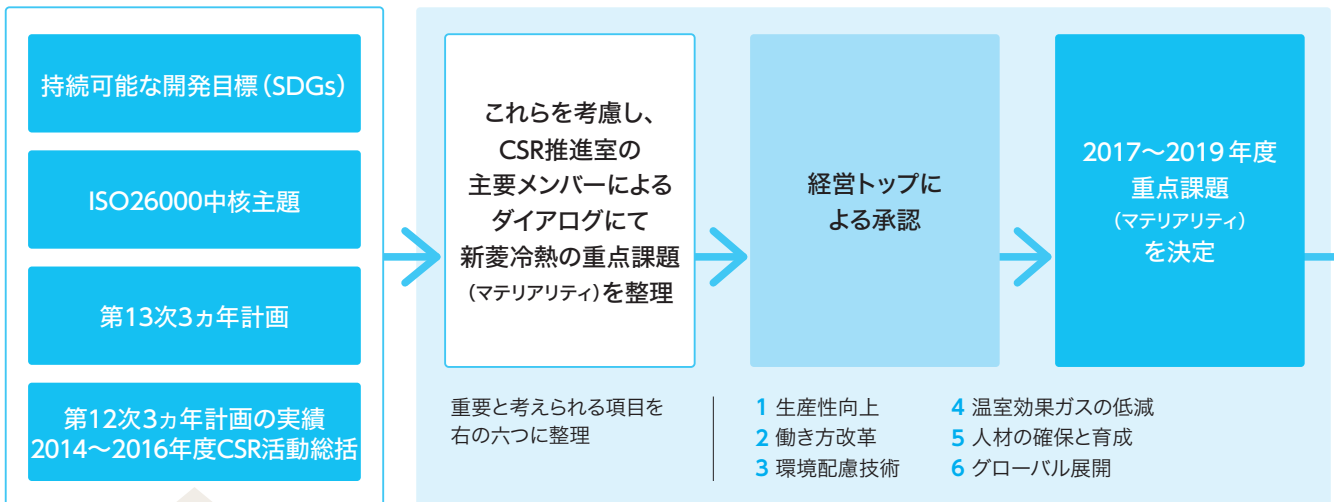 持続可能な開発目標（SDGs）
ISO26000中核主題
第13次3ヵ年計画
第12次3ヵ年計画の実績
2014～2016年度CSR活動総括
これらを考慮し、
CSR推進室の
主要メンバーによる
ダイアログにて
新菱冷熱の重点課題
（マテリアリティ）を整理
経営トップに
よる承認
2017～2019年度
重点課題
（マテリアリティ）
を決定
重要と考えられる項目を
右の六つに整理
1 生産性向上
2 働き方改革
3 環境配慮技術
4 温室効果ガスの低減
5 人材の確保と育成
6 グローバル展開